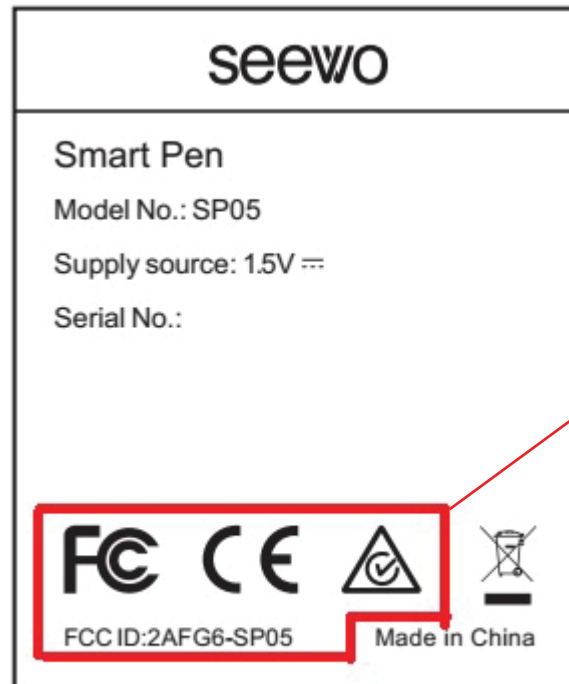 seewo
Smart Pen
Model No.: SP05
Supply source: 1.5V ⎓
Serial No.:
FC CE
FCC ID:2AFG6-SP05
Made in China